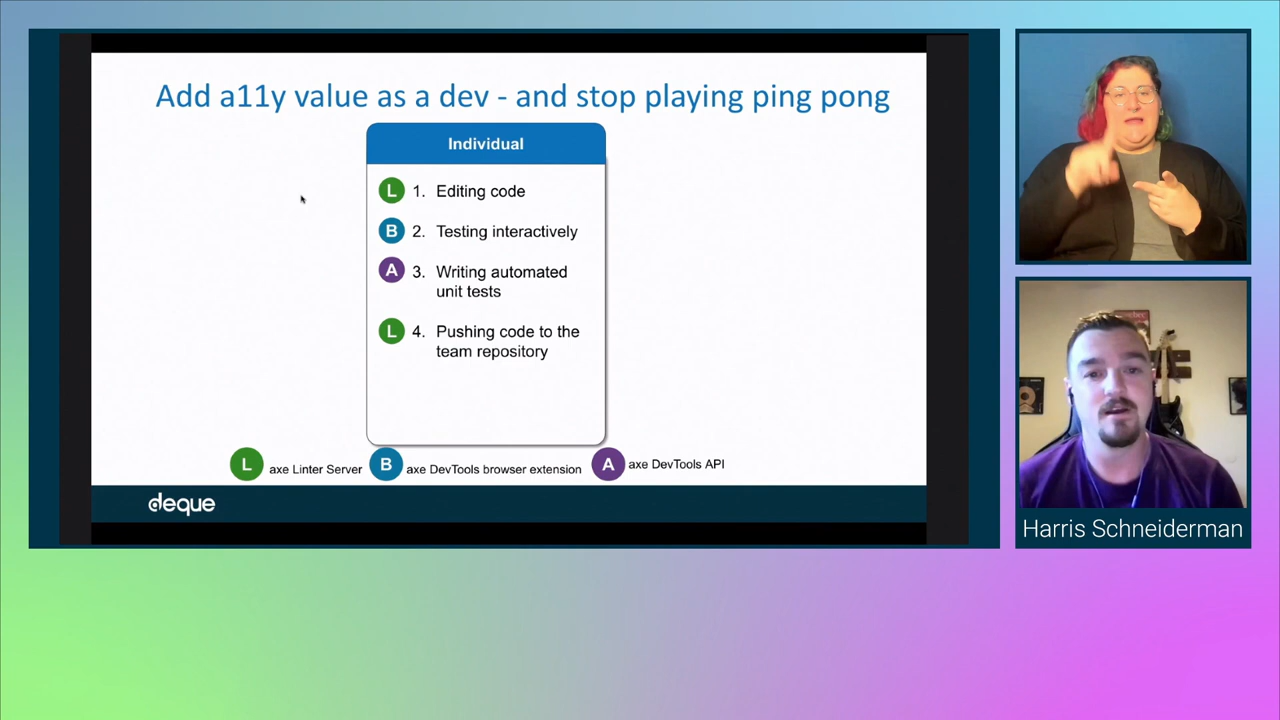 Add a11y value as a dev - and stop playing ping pong
Individual
L 1. Editing code
B 2. Testing interactively
A 3. Writing automated
unit tests
L 4. Pushing code to the
team repository
L axe Linter Server B axe DevTools browser extension A axe DevTools API
deque
Harris Schneiderman